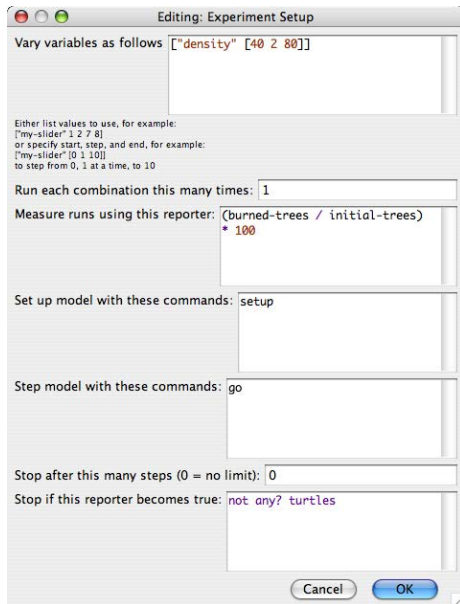 Editing: Experiment Setup
Vary variables as follows ["density" [40 2 80]]
Either list values to use, for example:
["my-slider" 1 2 7 8]
or specify start, step, and end, for example:
["my-slider" [0 1 10]]
to step from 0, 1 at a time, to 10
Run each combination this many times: 1
Measure runs using this reporter: (burned-trees / initial-trees)
* 100
Set up model with these commands: setup
Step model with these commands: go
Stop after this many steps (0 = no limit): 0
Stop if this reporter becomes true: not any? turtles
Cancel OK